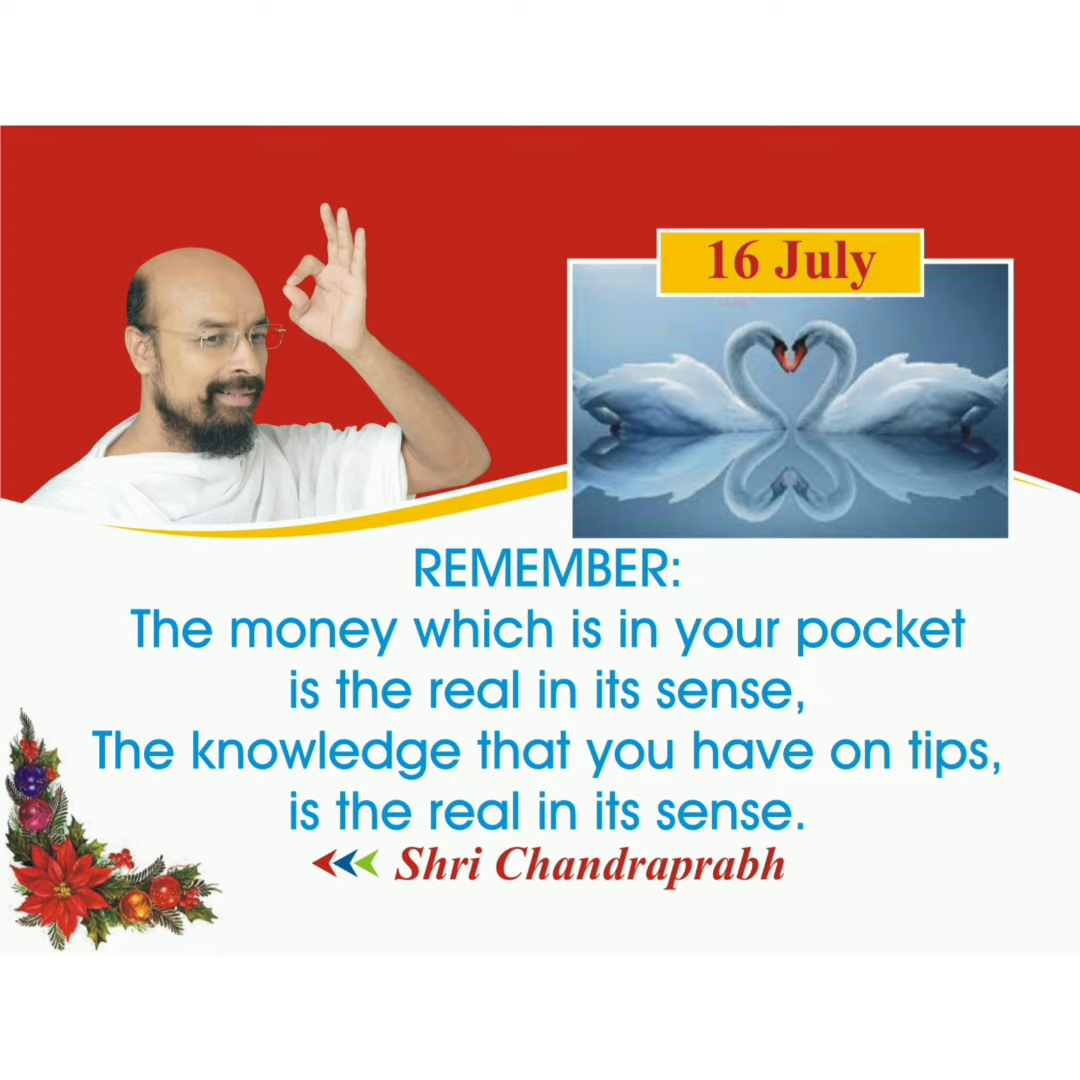 16 July
REMEMBER:
The money which is in your pocket
is the real in its sense,
The knowledge that you have on tips,
is the real in its sense.
Shri Chandraprabh